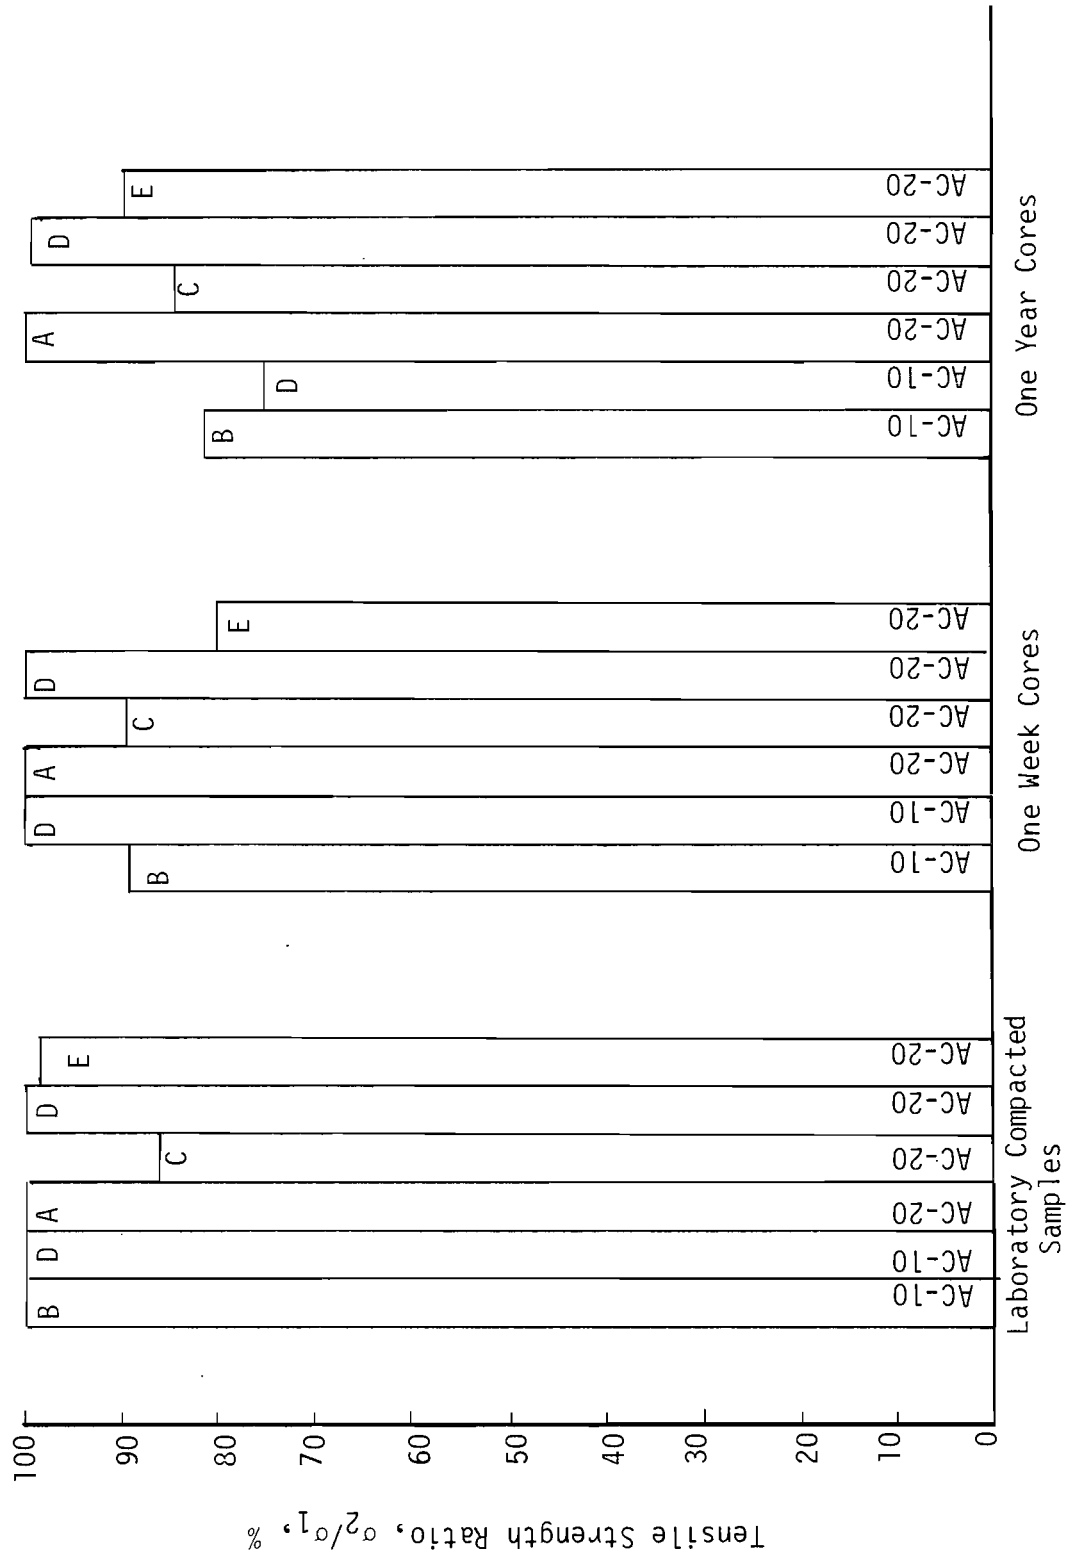 Tensile Strength Ratio, σ2/σ1, %
100
90
80
70
60
50
40
30
20
10
0
B
D
A
C
D
E
AC-10
AC-10
AC-20
AC-20
AC-20
AC-20
Laboratory Compacted
Samples
B
D
A
C
D
E
AC-10
AC-10
AC-20
AC-20
AC-20
AC-20
One Week Cores
B
D
A
C
D
E
AC-10
AC-10
AC-20
AC-20
AC-20
AC-20
One Year Cores